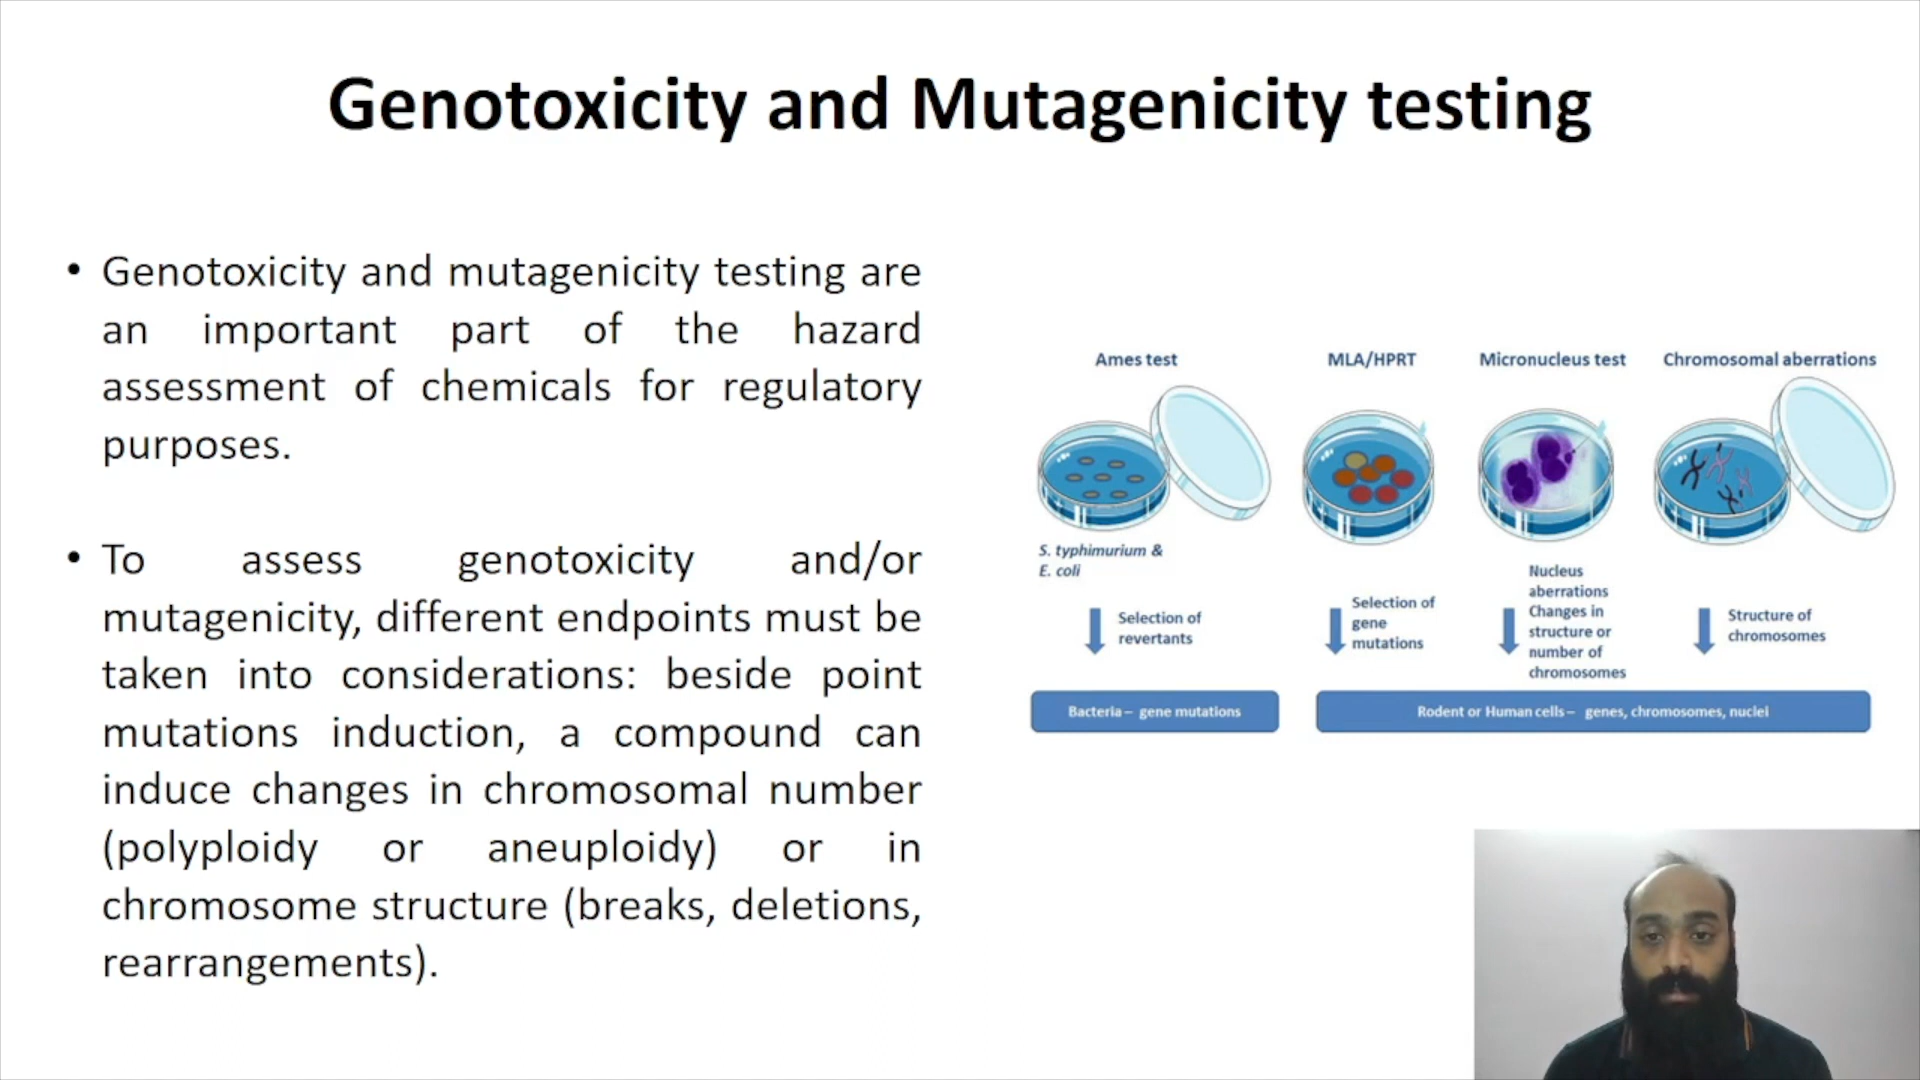 Genotoxicity and Mutagenicity testing
• Genotoxicity and mutagenicity testing are
an important part of the hazard
assessment of chemicals for regulatory
purposes.
• To assess genotoxicity and/or
mutagenicity, different endpoints must be
taken into considerations: beside point
mutations induction, a compound can
induce changes in chromosomal number
(polyploidy or aneuploidy) or in
chromosome structure (breaks, deletions,
rearrangements).
Ames test
MLA/HPRT
Micronucleus test
Chromosomal aberrations
S. typhimurium &
E. coli
Selection of
revertants
Selection of
gene
mutations
Nucleus
aberrations
Changes in
structure or
number of
chromosomes
Structure of
chromosomes
Bacteria – gene mutations
Rodent or Human cells – genes, chromosomes, nuclei